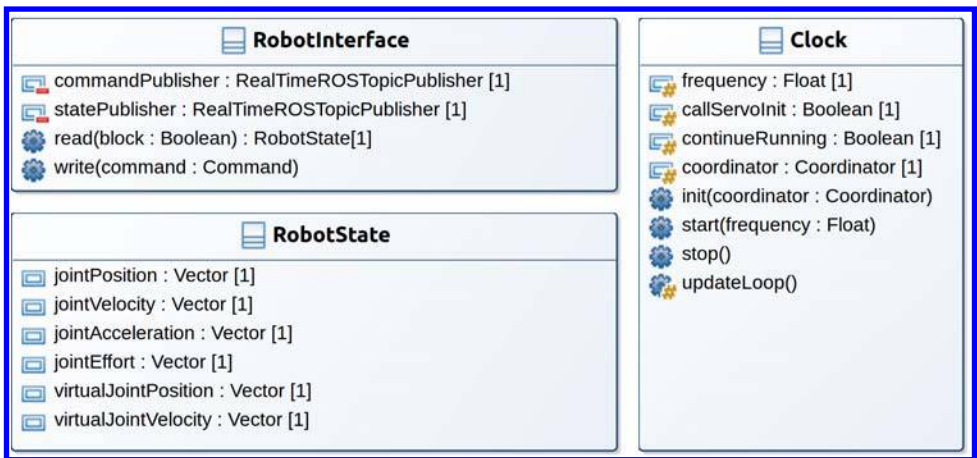 RobotInterface
commandPublisher : RealTimeROSTopicPublisher [1]
statePublisher : RealTimeROSTopicPublisher [1]
read(block : Boolean) : RobotState[1]
write(command : Command)
RobotState
jointPosition : Vector [1]
jointVelocity : Vector [1]
jointAcceleration : Vector [1]
jointEffort : Vector [1]
virtualJointPosition : Vector [1]
virtualJointVelocity : Vector [1]
Clock
frequency : Float [1]
callServoInit : Boolean [1]
continueRunning : Boolean [1]
coordinator : Coordinator [1]
init(coordinator : Coordinator)
start(frequency : Float)
stop()
updateLoop()